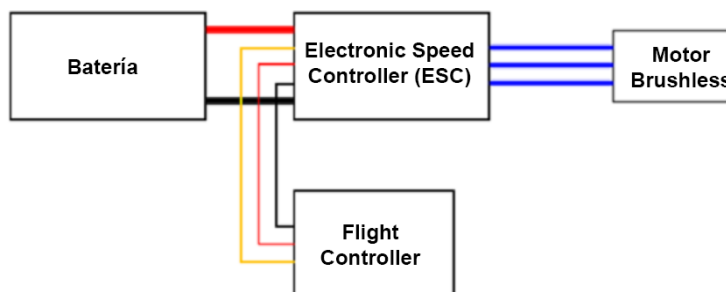 Batería
Electronic Speed
Controller (ESC)
Motor
Brushless
Flight
Controller